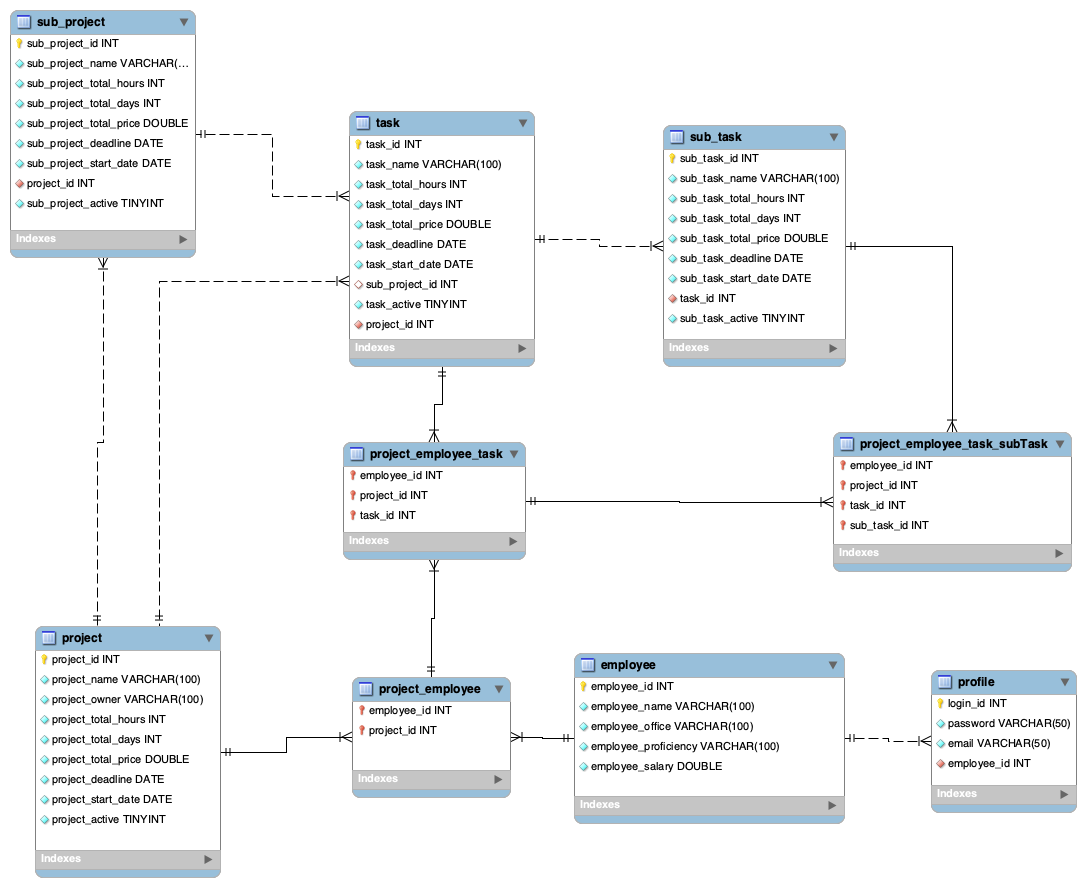 sub_project
sub_project_id INT
sub_project_name VARCHAR(...
sub_project_total_hours INT
sub_project_total_days INT
sub_project_total_price DOUBLE
sub_project_deadline DATE
sub_project_start_date DATE
project_id INT
sub_project_active TINYINT
Indexes
task
task_id INT
task_name VARCHAR(100)
task_total_hours INT
task_total_days INT
task_total_price DOUBLE
task_deadline DATE
task_start_date DATE
sub_project_id INT
task_active TINYINT
project_id INT
Indexes
sub_task
sub_task_id INT
sub_task_name VARCHAR(100)
sub_task_total_hours INT
sub_task_total_days INT
sub_task_total_price DOUBLE
sub_task_deadline DATE
sub_task_start_date DATE
task_id INT
sub_task_active TINYINT
Indexes
project_employee_task
employee_id INT
project_id INT
task_id INT
Indexes
project_employee_task_subTask
employee_id INT
project_id INT
task_id INT
sub_task_id INT
Indexes
project
project_id INT
project_name VARCHAR(100)
project_owner VARCHAR(100)
project_total_hours INT
project_total_days INT
project_total_price DOUBLE
project_deadline DATE
project_start_date DATE
project_active TINYINT
Indexes
project_employee
employee_id INT
project_id INT
Indexes
employee
employee_id INT
employee_name VARCHAR(100)
employee_office VARCHAR(100)
employee_proficiency VARCHAR(100)
employee_salary DOUBLE
Indexes
profile
login_id INT
password VARCHAR(50)
email VARCHAR(50)
employee_id INT
Indexes